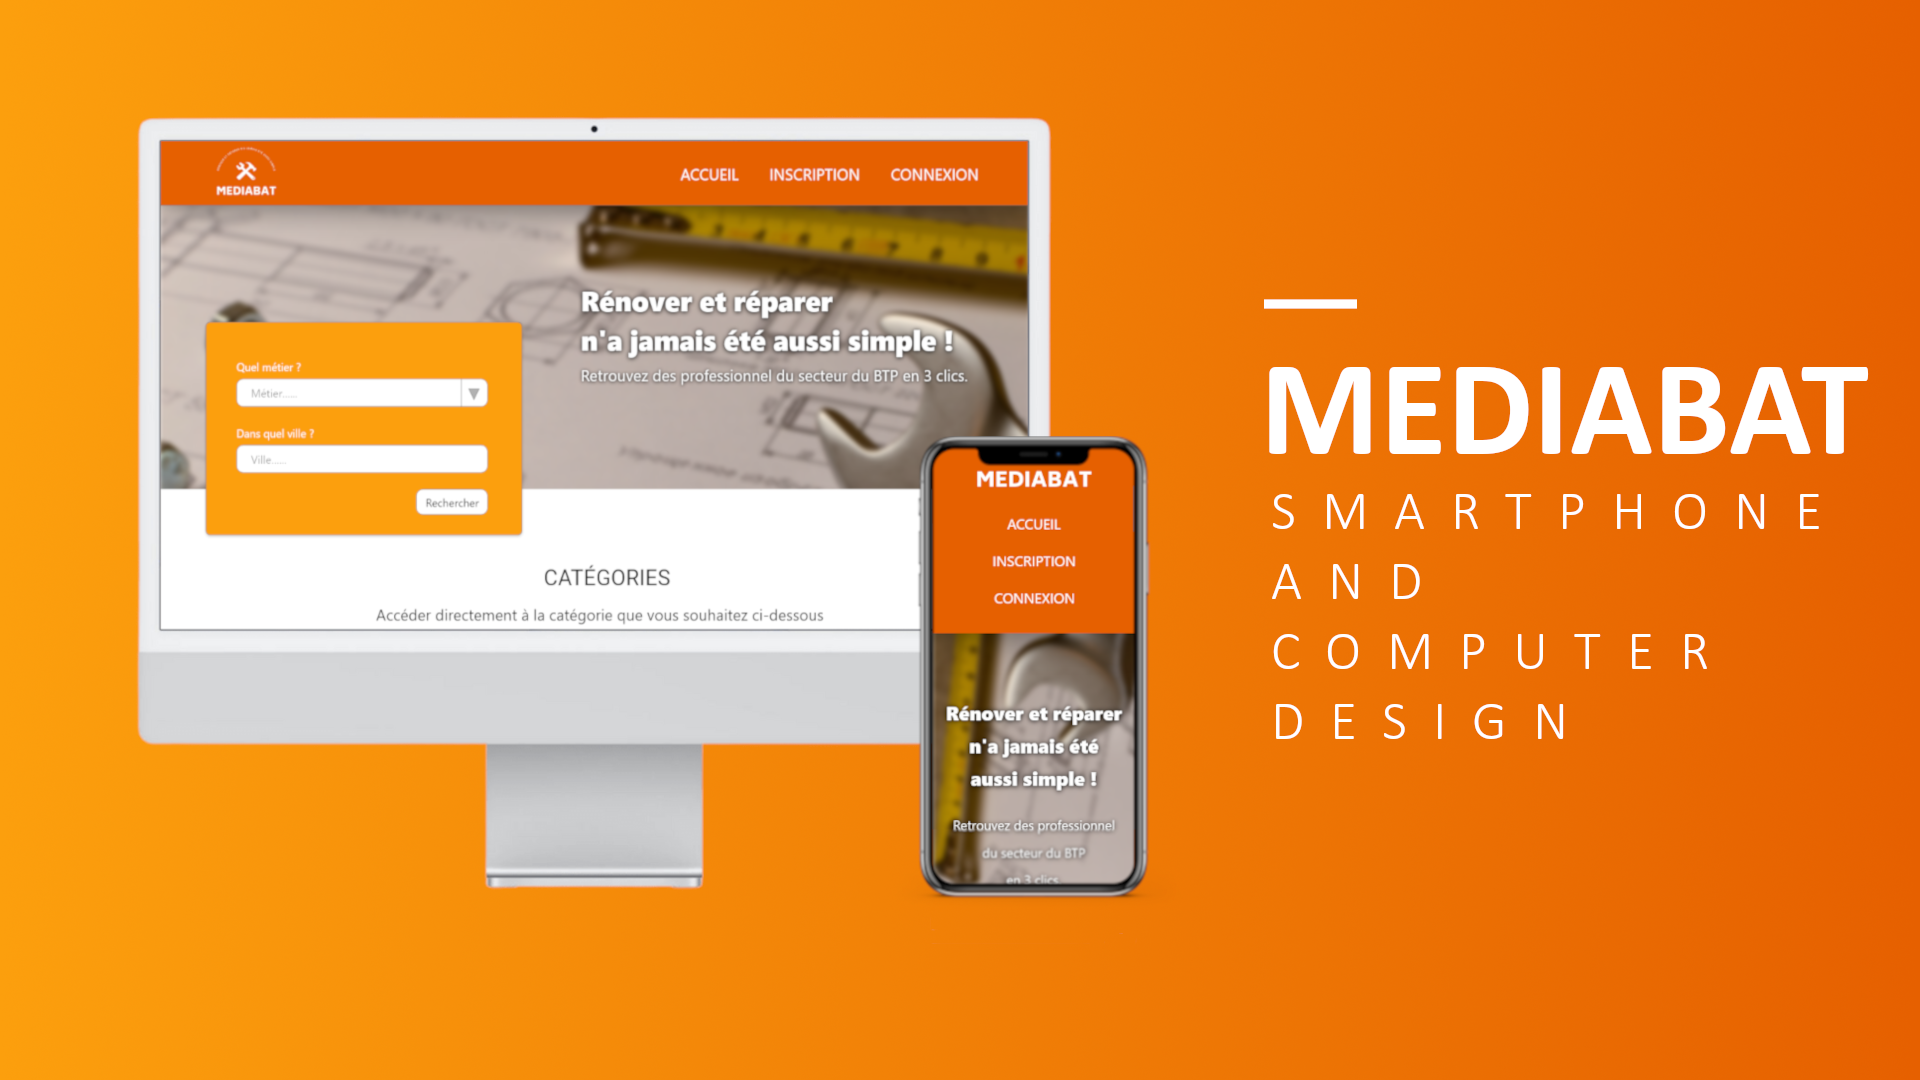 MEDIABAT
ACCUEIL INSCRIPTION CONNEXION
Rénover et réparer
n'a jamais été aussi simple !
Retrouvez des professionnel du secteur du BTP en 3 clics.
Quel métier ?
Métier......
Dans quel ville ?
Ville......
Rechercher
CATÉGORIES
Accéder directement à la catégorie que vous souhaitez ci-dessous
MEDIABAT
ACCUEIL
INSCRIPTION
CONNEXION
Rénover et réparer
n'a jamais été
aussi simple !
Retrouvez des professionnel
du secteur du BTP
en 3 clics
MEDIABAT
SMARTPHONE
AND
COMPUTER
DESIGN